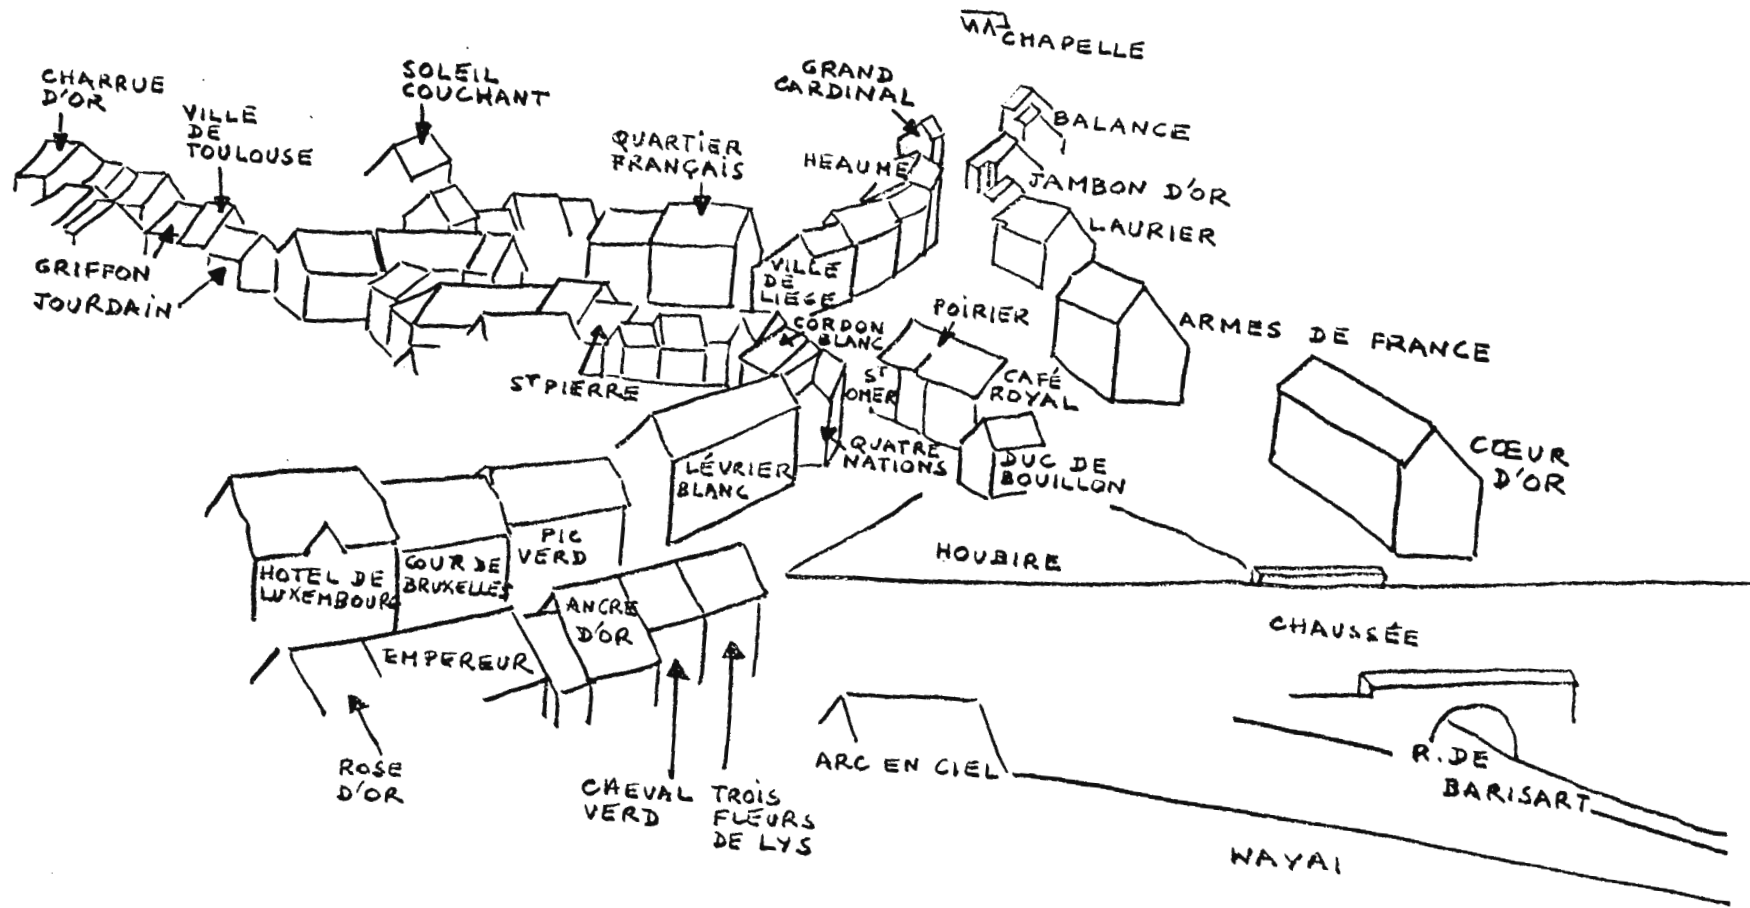 CHAPELLE
CHARRUE
D'OR
VILLE
DE
TOULOUSE
SOLEIL
COUCHANT
QUARTIER
FRANÇAIS
GRAND
CARDINAL
HEAUME
BALANCE
JAMBON D'OR
LAURIER
GRIFFON
JOURDAIN
VILLE
DE
LIEGE
ARMES DE FRANCE
POIRIER
CORDON
BLANC
ST PIERRE
ST
OMER
CAFÉ
ROYAL
QUATRE
NATIONS
DUC DE
BOUILLON
CŒUR
D'OR
LÉVRIER
BLANC
PIC
VERD
COUR DE
BRUXELLES
HOTEL DE
LUXEMBOURG
HOUBIRE
ANCRE
D'OR
EMPEREUR
CHAUSSÉE
ROSE
D'OR
CHEVAL
VERD
TROIS
FLEURS
DE LYS
ARC EN CIEL
R. DE
BARISART
WAYAI